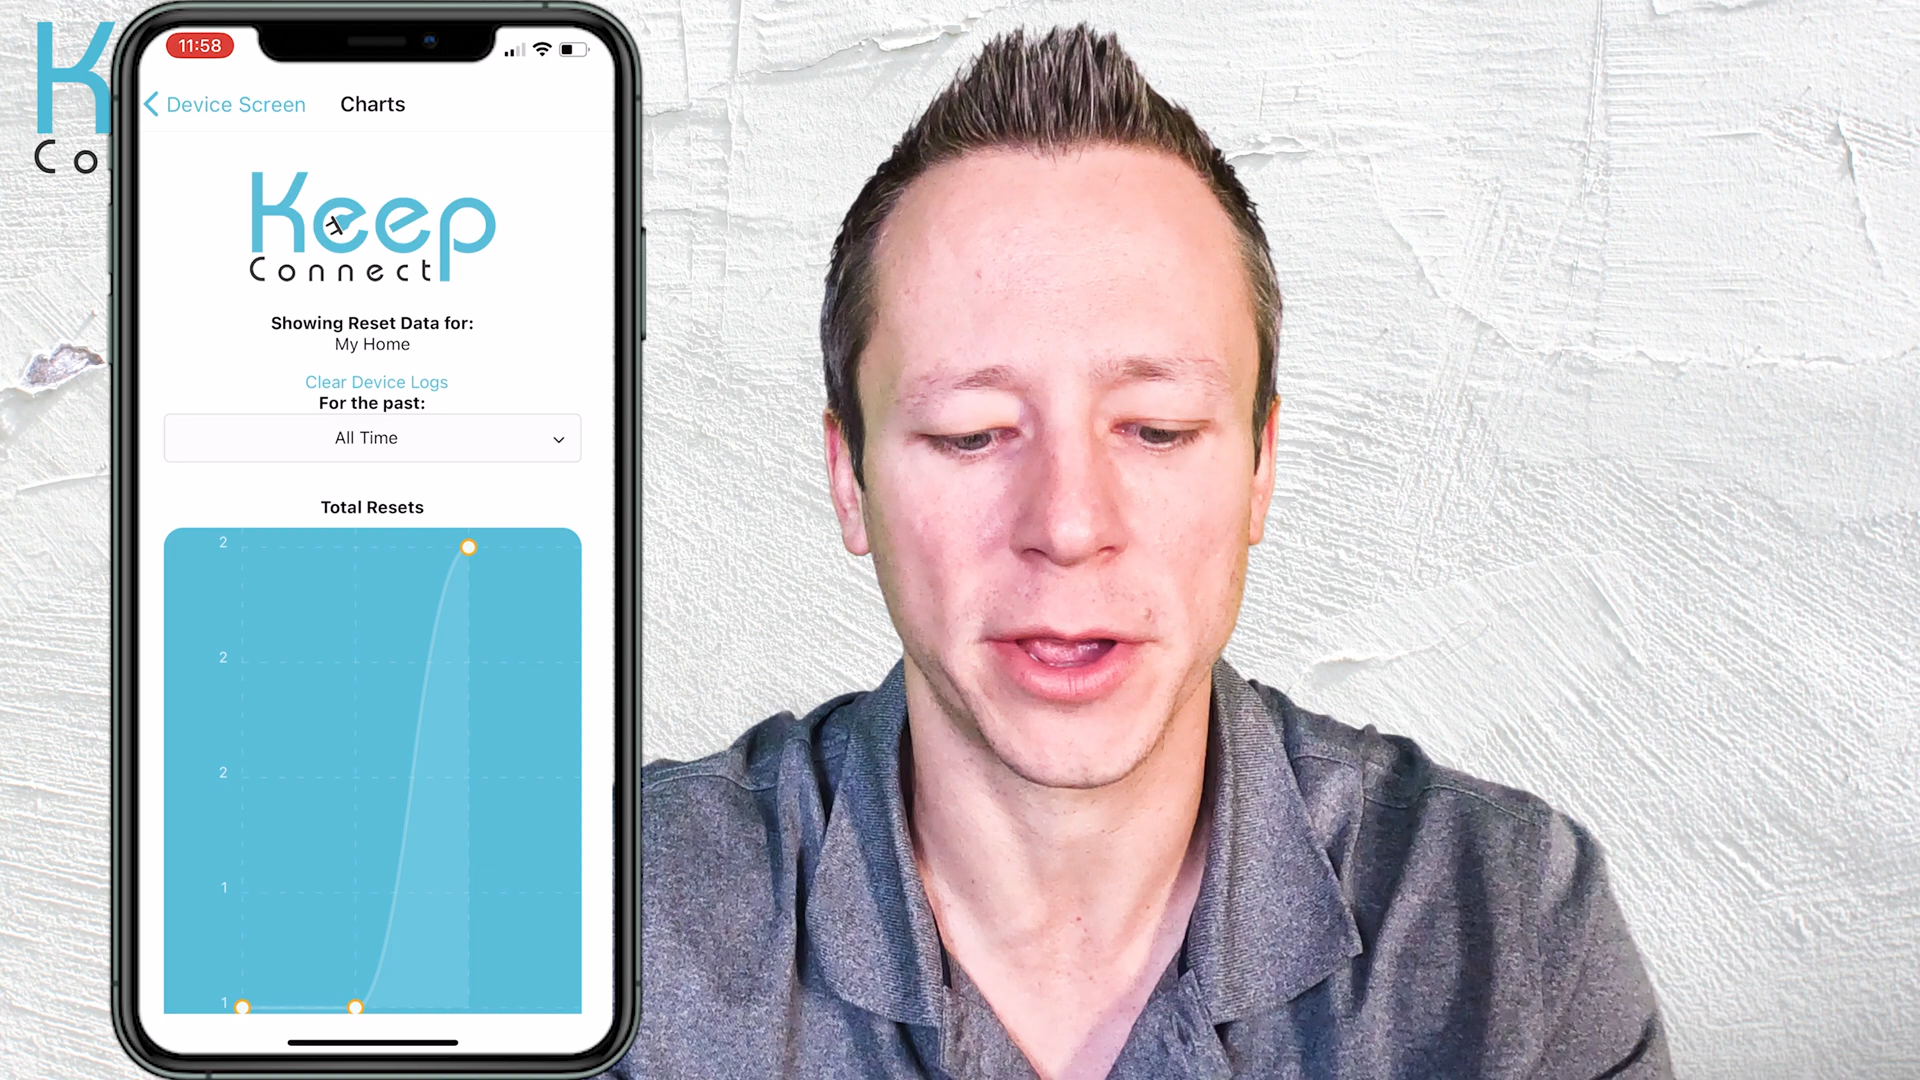 K
Co
11:58
Device Screen
Charts
Keep
Connect
Showing Reset Data for:
My Home
Clear Device Logs
For the past:
All Time
Total Resets
2
2
2
1
1